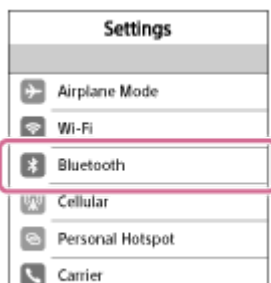 Settings
Airplane Mode
Wi-Fi
Bluetooth
Cellular
Personal Hotspot
Carrier